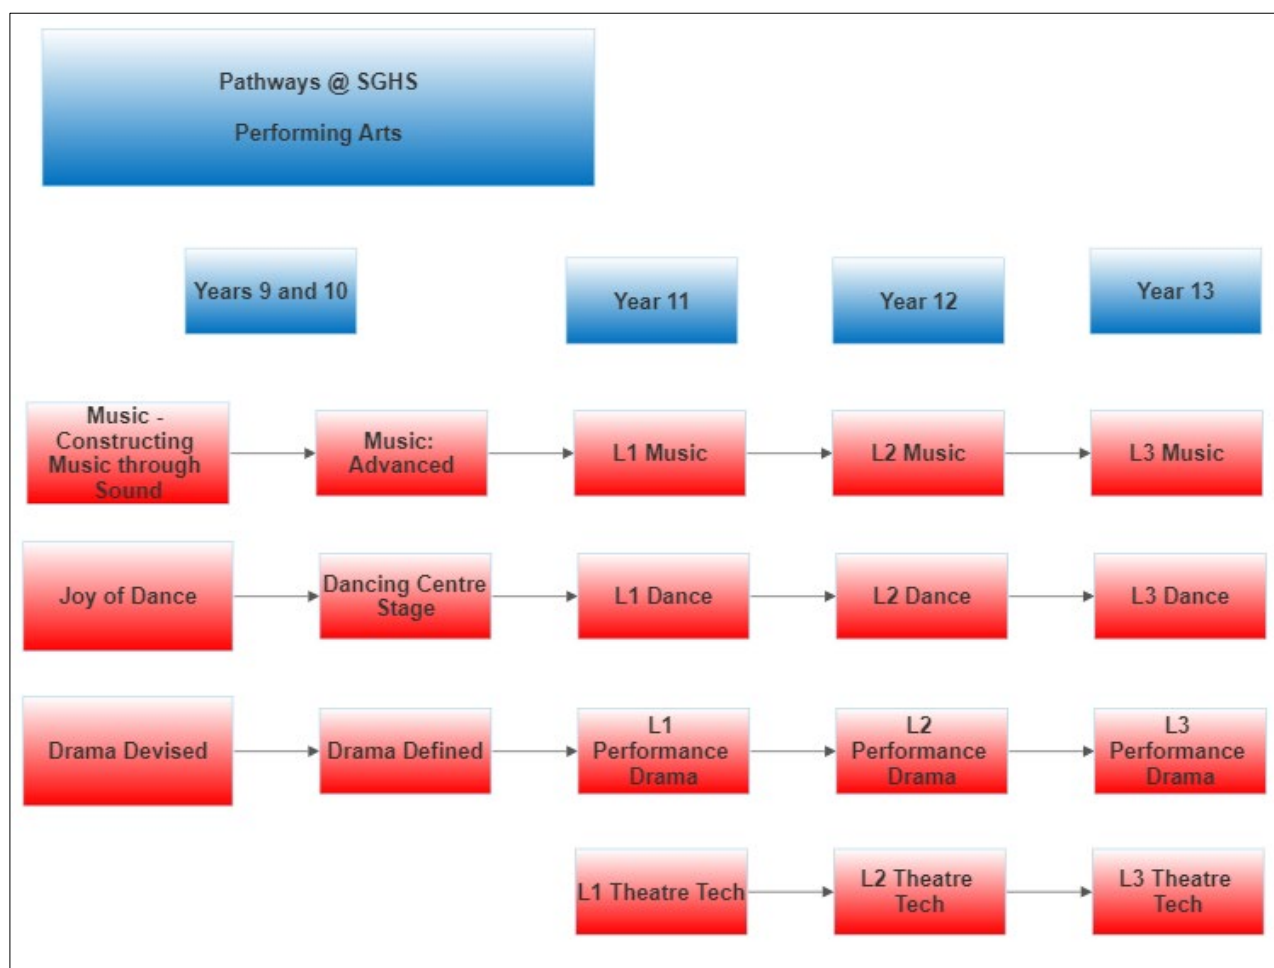 Pathways @ SGHS
Performing Arts
Years 9 and 10
Year 11
Year 12
Year 13
Music -
Constructing
Music through
Sound
Music:
Advanced
L1 Music
L2 Music
L3 Music
Joy of Dance
Dancing Centre
Stage
L1 Dance
L2 Dance
L3 Dance
Drama Devised
Drama Defined
L1
Performance
Drama
L2
Performance
Drama
L3
Performance
Drama
L1 Theatre Tech
L2 Theatre
Tech
L3 Theatre
Tech